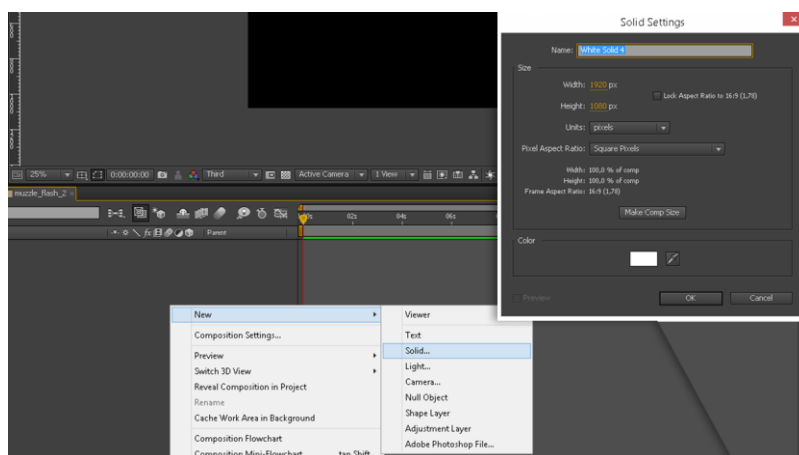 Solid Settings
Name: White Solid 4
Size
Width: 1920 px
Lock Aspect Ratio to 16:9 (1,78)
Height: 1080 px
Units: pixels
Pixel Aspect Ratio: Square Pixels
Width: 100,0 % of comp
Height: 100,0 % of comp
Frame Aspect Ratio: 16:9 (1,78)
Make Comp Size
Color
Preview
OK
Cancel
25%
0:00:00:00
Third
Active Camera
1 View
muzzle_flash_2
Parent
02s
04s
06s
New
Composition Settings...
Preview
Switch 3D View
Reveal Composition in Project
Rename
Cache Work Area in Background
Composition Flowchart
Composition Mini-Flowchart tap Shift
Viewer
Text
Solid...
Light...
Camera...
Null Object
Shape Layer
Adjustment Layer
Adobe Photoshop File...